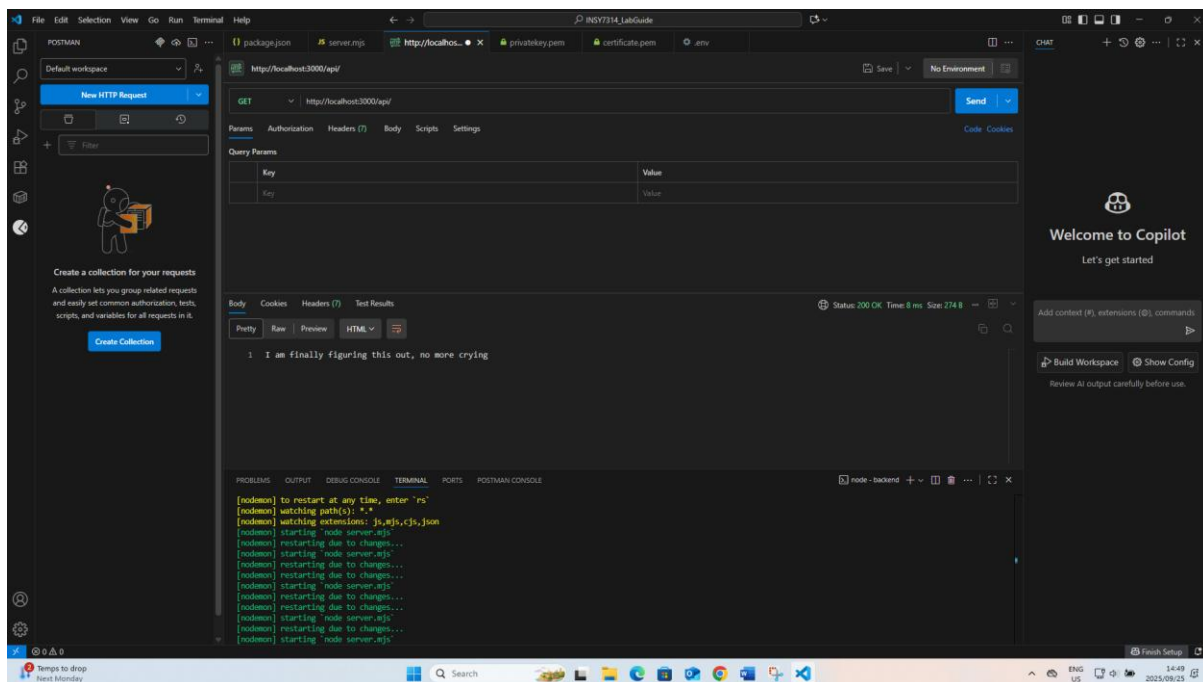 File Edit Selection View Go Run Terminal Help
INSY7314_LabGuide
POSTMAN
package.json
server.mjs
http://localhos...
privatekey.pem
certificate.pem
.env
CHAT
Default workspace
http://localhost:3000/api/
Save
No Environment
New HTTP Request
GET
http://localhost:3000/api/
Send
Params Authorization Headers (7) Body Scripts Settings
Code Cookies
Filter
Query Params
Key Value
Key Value
Welcome to Copilot
Let's get started
Create a collection for your requests
A collection lets you group related requests
and easily set common authorization, tests,
scripts, and variables for all requests in it.
Create Collection
Body Cookies Headers (7) Test Results
Status: 200 OK Time: 8 ms Size: 274 B
Pretty Raw Preview HTML
1 I am finally figuring this out, no more crying
Add context (#), extensions (@), commands
Build Workspace Show Config
Review AI output carefully before use.
PROBLEMS OUTPUT DEBUG CONSOLE TERMINAL PORTS POSTMAN CONSOLE
node - backend
[nodemon] to restart at any time, enter `rs`
[nodemon] watching path(s): *.*
[nodemon] watching extensions: js,mjs,cjs,json
[nodemon] starting `node server.mjs`
[nodemon] restarting due to changes...
[nodemon] starting `node server.mjs`
[nodemon] restarting due to changes...
[nodemon] restarting due to changes...
[nodemon] starting `node server.mjs`
[nodemon] restarting due to changes...
[nodemon] restarting due to changes...
[nodemon] starting `node server.mjs`
[nodemon] restarting due to changes...
[nodemon] starting `node server.mjs`
0 0
Finish Setup
2
Temps to drop
Next Monday
Search
ENG
US
14:49
2025/09/25